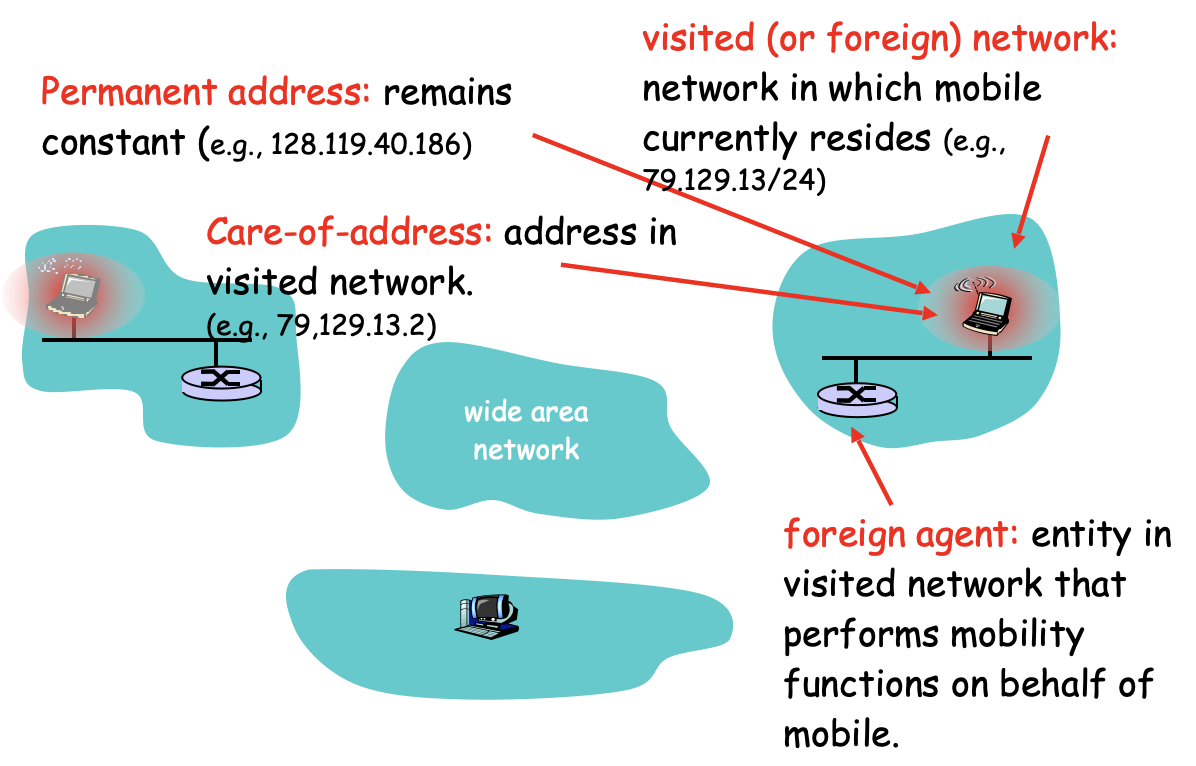 visited (or foreign) network:
network in which mobile
currently resides (e.g.,
79.129.13/24)
Permanent address: remains
constant (e.g., 128.119.40.186)
Care-of-address: address in
visited network.
(e.g., 79,129.13.2)
wide area
network
foreign agent: entity in
visited network that
performs mobility
functions on behalf of
mobile.